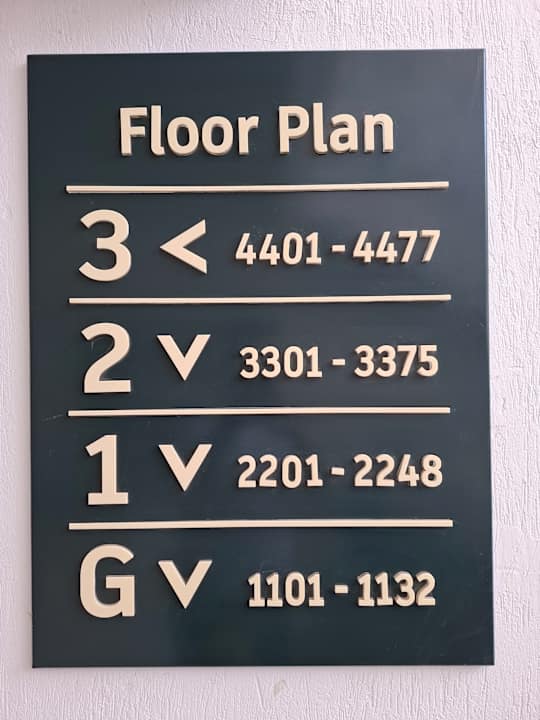 Floor Plan
3 < 4401 - 4477
2 v 3301 - 3375
1 v 2201 - 2248
G v 1101 - 1132